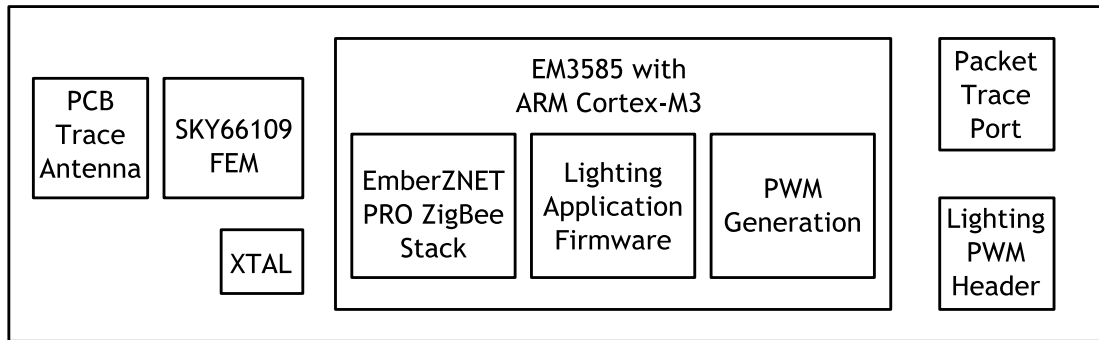 PCB
Trace
Antenna
SKY66109
FEM
XTAL
EM3585 with
ARM Cortex-M3
EmberZNET
PRO ZigBee
Stack
Lighting
Application
Firmware
PWM
Generation
Packet
Trace
Port
Lighting
PWM
Header